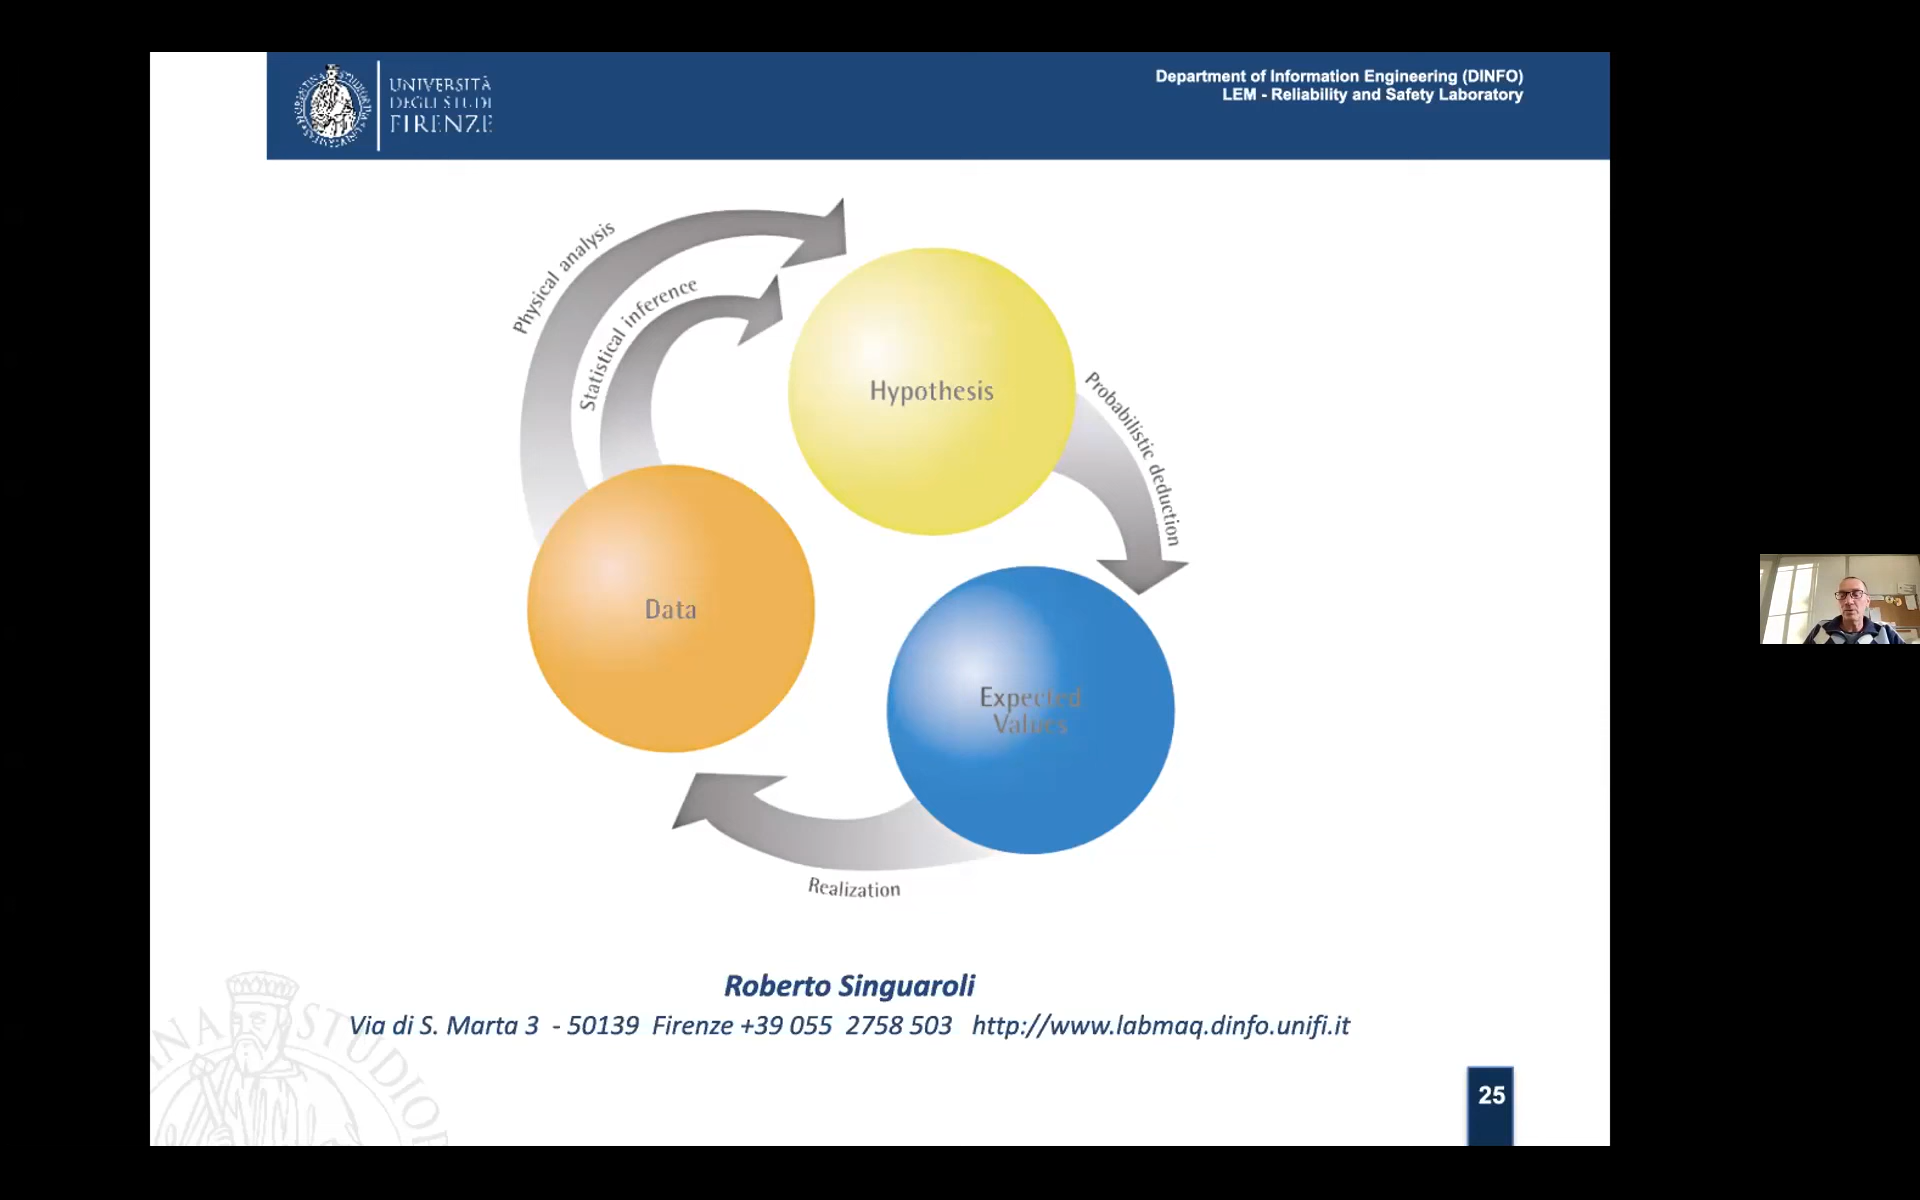 UNIVERSITÀ
DEGLI STUDI
FIRENZE
Department of Information Engineering (DINFO)
LEM - Reliability and Safety Laboratory
Physical analysis
Statistical inference
Hypothesis
Probabilistic deduction
Data
Expected
Values
Realization
Roberto Singuaroli
Via di S. Marta 3 - 50139 Firenze +39 055 2758 503 http://www.labmaq.dinfo.unifi.it
NA STUDIO
25